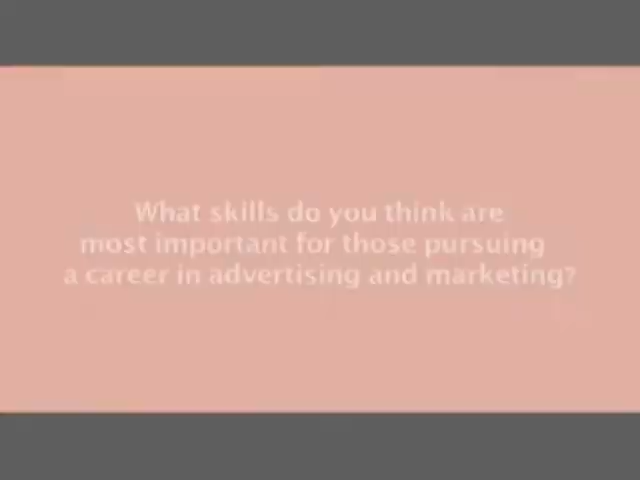 What skills do you think are
most important for those pursuing
a career in advertising and marketing?